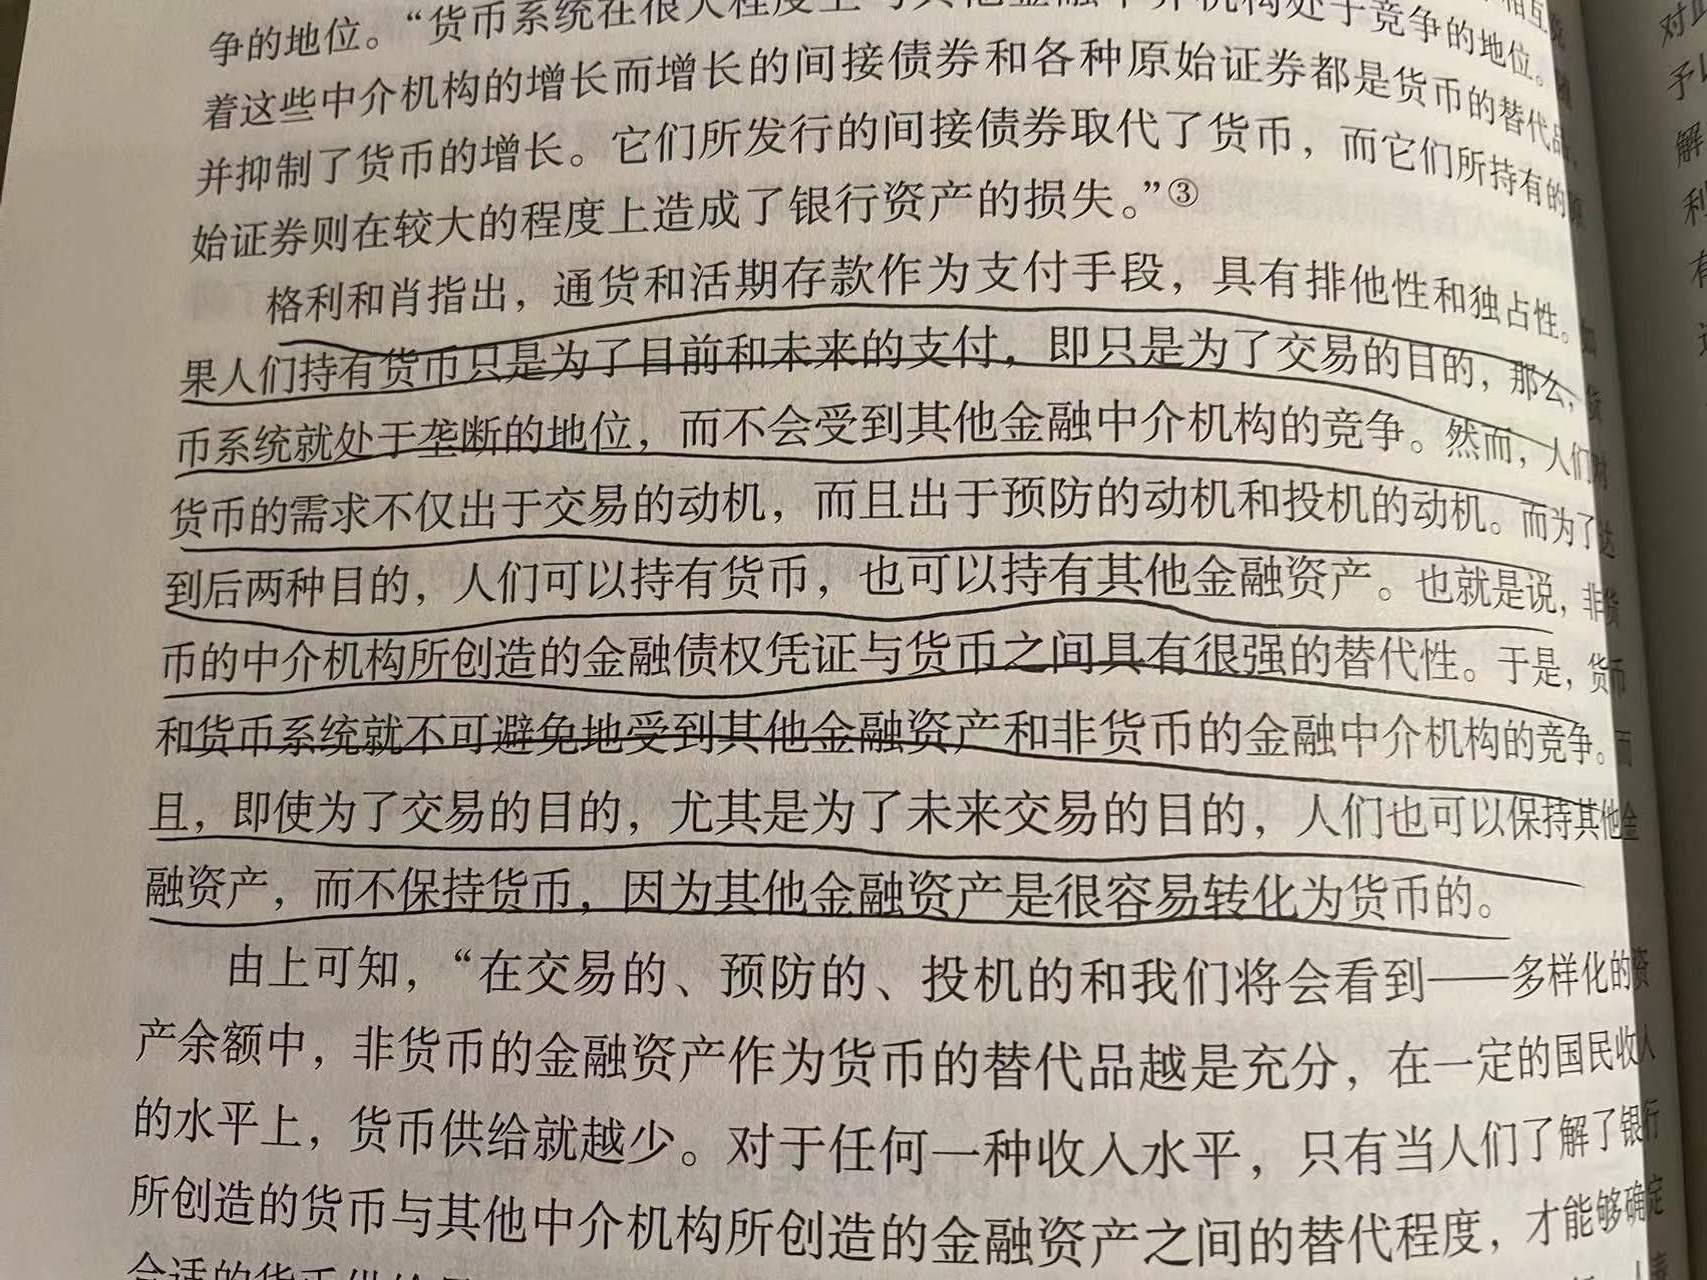 争的地位。“货币系统在很大程度上与其他金融中介机构处于竞争的地位。
着这些中介机构的增长而增长的间接债券和各种原始证券都是货币的替代品，
并抑制了货币的增长。它们所发行的间接债券取代了货币，而它们所持有的原
始证券则在较大的程度上造成了银行资产的损失。”③
格利和肖指出，通货和活期存款作为支付手段，具有排他性和独占性。如
果人们持有货币只是为了目前和未来的支付，即只是为了交易的目的，那么，货
币系统就处于垄断的地位，而不会受到其他金融中介机构的竞争。然而，人们对
货币的需求不仅出于交易的动机，而且出于预防的动机和投机的动机。而为了达
到后两种目的，人们可以持有货币，也可以持有其他金融资产。也就是说，非货
币的中介机构所创造的金融债权凭证与货币之间具有很强的替代性。于是，货币
和货币系统就不可避免地受到其他金融资产和非货币的金融中介机构的竞争。而
且，即使为了交易的目的，尤其是为了未来交易的目的，人们也可以保持其他金
融资产，而不保持货币，因为其他金融资产是很容易转化为货币的。
由上可知，“在交易的、预防的、投机的和我们将会看到——多样化的资
产余额中，非货币的金融资产作为货币的替代品越是充分，在一定的国民收入
的水平上，货币供给就越少。对于任何一种收入水平，只有当人们了解了银行
所创造的货币与其他中介机构所创造的金融资产之间的替代程度，才能够确定
合适的货币供给
对
予以
解
利
有